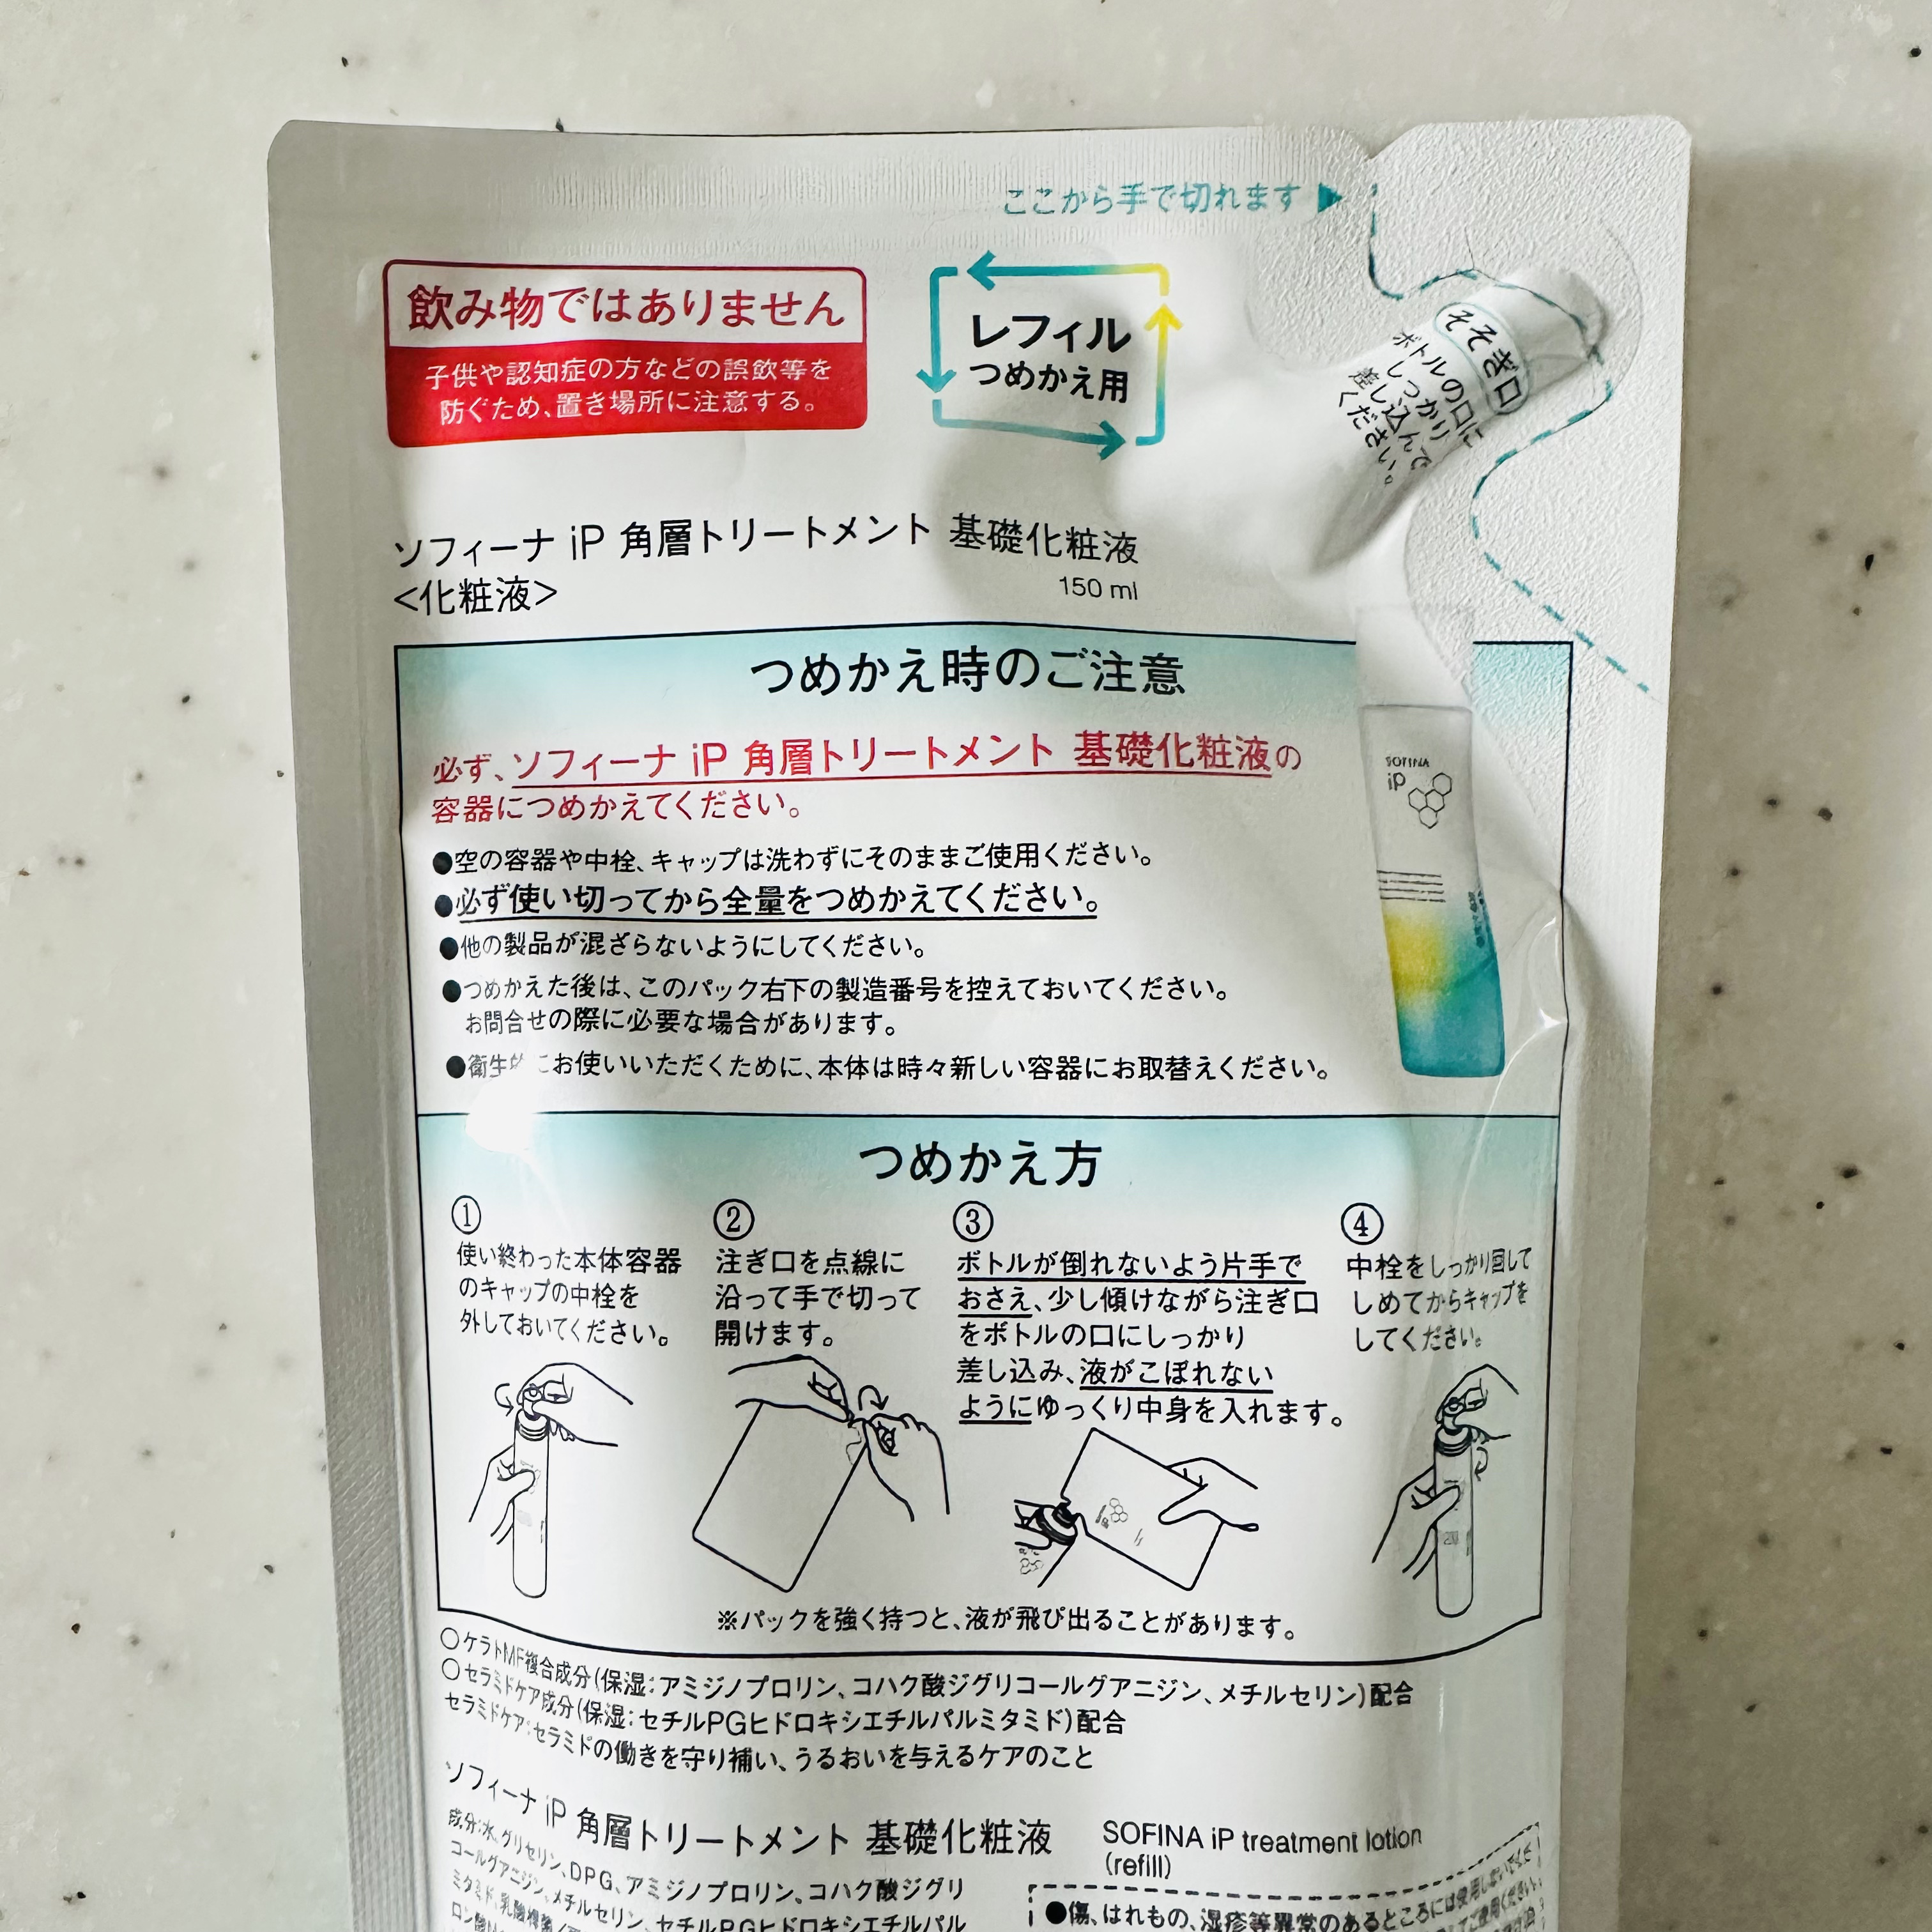 ここから手で切れます
飲み物ではありません
子供や認知症の方などの誤飲等を
防ぐため、置き場所に注意する。
レフィル
つめかえ用
そそぎ口
ボトルの口に
しっかり
差し込んで
ください。
ソフィーナ iP 角層トリートメント 基礎化粧液
<化粧液>
150 ml
つめかえ時のご注意
必ず、ソフィーナ iP 角層トリートメント 基礎化粧液の
容器につめかえてください。
●空の容器や中栓、キャップは洗わずにそのままご使用ください。
●必ず使い切ってから全量をつめかえてください。
●他の製品が混ざらないようにしてください。
●つめかえた後は、このパック右下の製造番号を控えておいてください。
お問合せの際に必要な場合があります。
●衛生的にお使いいただくために、本体は時々新しい容器にお取替えください。
SOFINA
iP
つめかえ方
①
使い終わった本体容器
のキャップの中栓を
外しておいてください。
②
注ぎ口を点線に
沿って手で切って
開けます。
③
ボトルが倒れないよう片手で
おさえ、少し傾けながら注ぎ口
をボトルの口にしっかり
差し込み、液がこぼれない
ようにゆっくり中身を入れます。
④
中栓をしっかり回して
しめてからキャップを
してください。
※パックを強く持つと、液が飛び出ることがあります。
○ケラトMF複合成分(保湿:アミジノプロリン、コハク酸ジグリコールグアニジン、メチルセリン)配合
○セラミドケア成分(保湿:セチルPGヒドロキシエチルパルミタミド)配合
セラミドケア:セラミドの働きを守り補い、うるおいを与えるケアのこと
ソフィーナ iP 角層トリートメント 基礎化粧液
SOFINA iP treatment lotion
(refill)
成分:水、グリセリン、DPG、アミジノプロリン、コハク酸ジグリ
コールグアニジン、メチルセリン、セチルPGヒドロキシエチルパル
ミタミド、乳酸桿菌
ロン酸
●傷、はれもの、湿疹等異常のあるところには使用しない